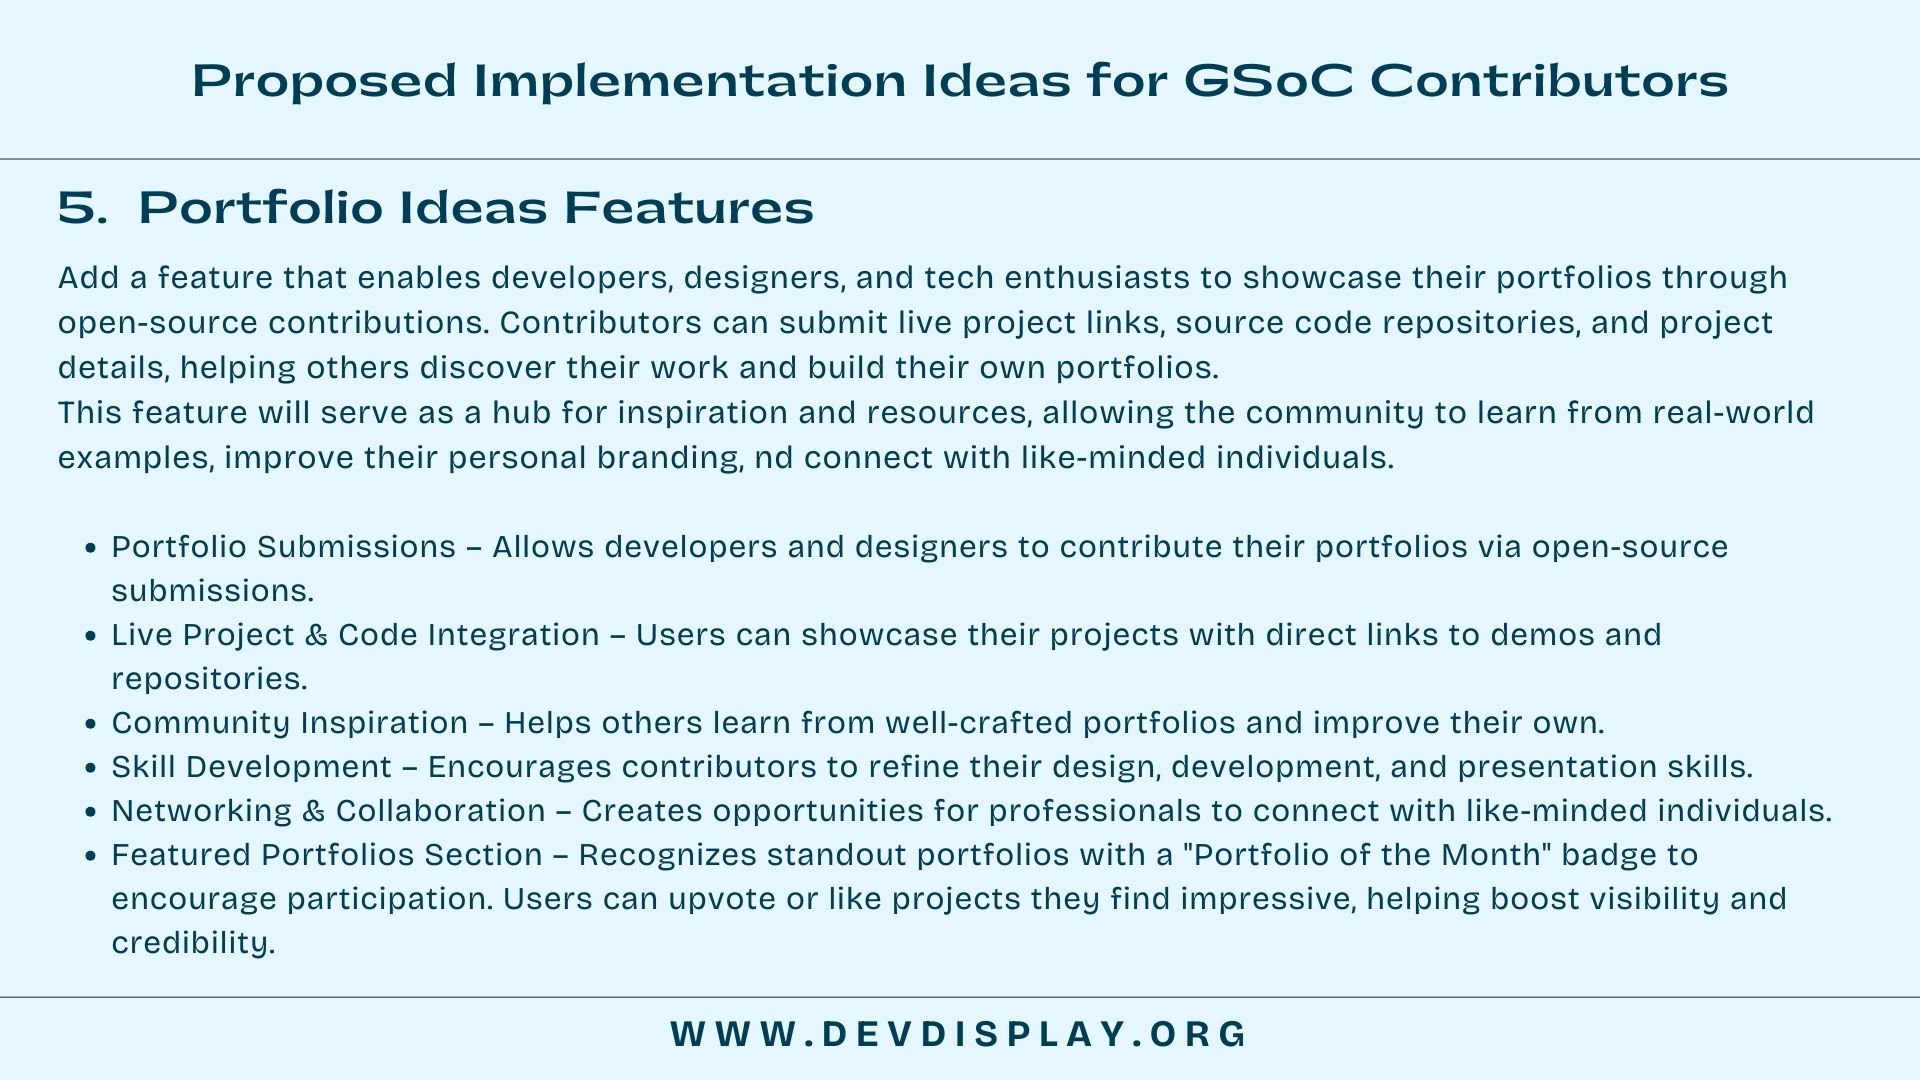 Proposed Implementation Ideas for GSoC Contributors
5. Portfolio Ideas Features
Add a feature that enables developers, designers, and tech enthusiasts to showcase their portfolios through
open-source contributions. Contributors can submit live project links, source code repositories, and project
details, helping others discover their work and build their own portfolios.
This feature will serve as a hub for inspiration and resources, allowing the community to learn from real-world
examples, improve their personal branding, nd connect with like-minded individuals.
• Portfolio Submissions – Allows developers and designers to contribute their portfolios via open-source
submissions.
• Live Project & Code Integration – Users can showcase their projects with direct links to demos and
repositories.
• Community Inspiration – Helps others learn from well-crafted portfolios and improve their own.
• Skill Development – Encourages contributors to refine their design, development, and presentation skills.
• Networking & Collaboration – Creates opportunities for professionals to connect with like-minded individuals.
• Featured Portfolios Section – Recognizes standout portfolios with a "Portfolio of the Month" badge to
encourage participation. Users can upvote or like projects they find impressive, helping boost visibility and
credibility.
WWW.DEVDISPLAY.ORG